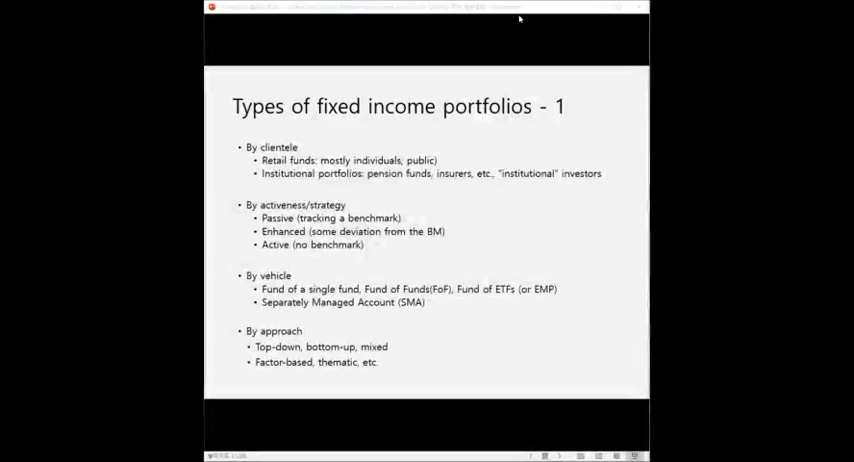 Types of fixed income portfolios - 1
• By clientele
• Retail funds: mostly individuals, public)
• Institutional portfolios: pension funds, insurers, etc., "institutional" investors
• By activeness/strategy
• Passive (tracking a benchmark)
• Enhanced (some deviation from the BM)
• Active (no benchmark)
• By vehicle
• Fund of a single fund, Fund of Funds(FoF), Fund of ETFs (or EMP)
• Separately Managed Account (SMA)
• By approach
• Top-down, bottom-up, mixed
• Factor-based, thematic, etc.